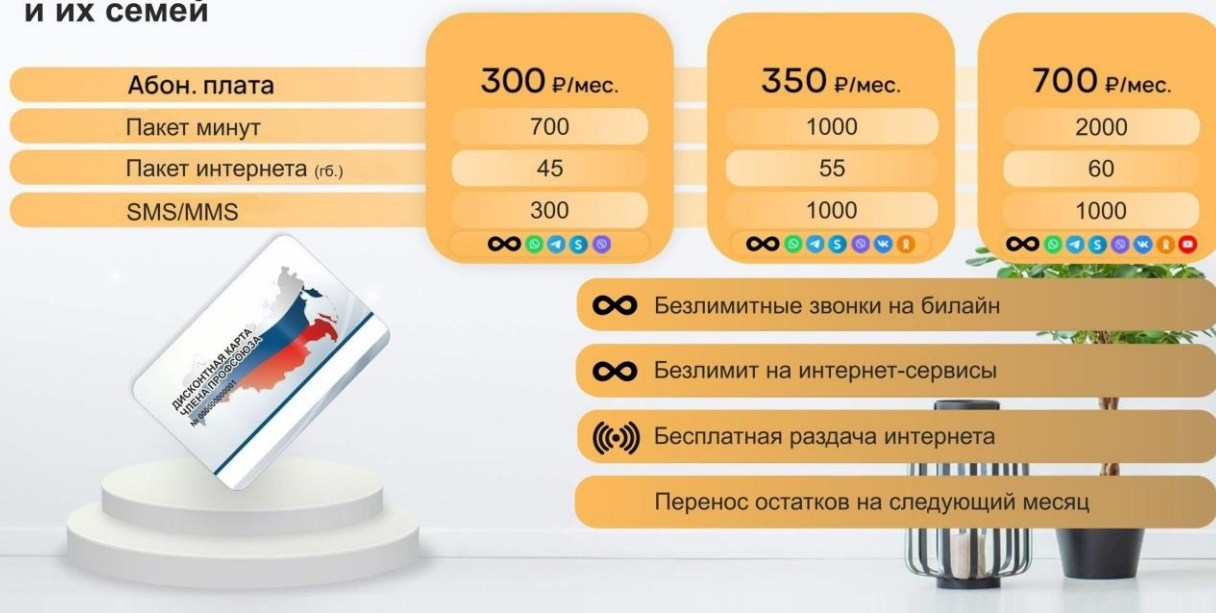 и их семей
Абон. плата 300 ₽/мес. 350 ₽/мес. 700 ₽/мес.
Пакет минут 700 1000 2000
Пакет интернета (гб.) 45 55 60
SMS/MMS 300 1000 1000
Безлимитные звонки на билайн
Безлимит на интернет-сервисы
Бесплатная раздача интернета
Перенос остатков на следующий месяц
ДИСКОНТНАЯ КАРТА
ЧЛЕНА ПРОФСОЮЗА
№ 000000000001